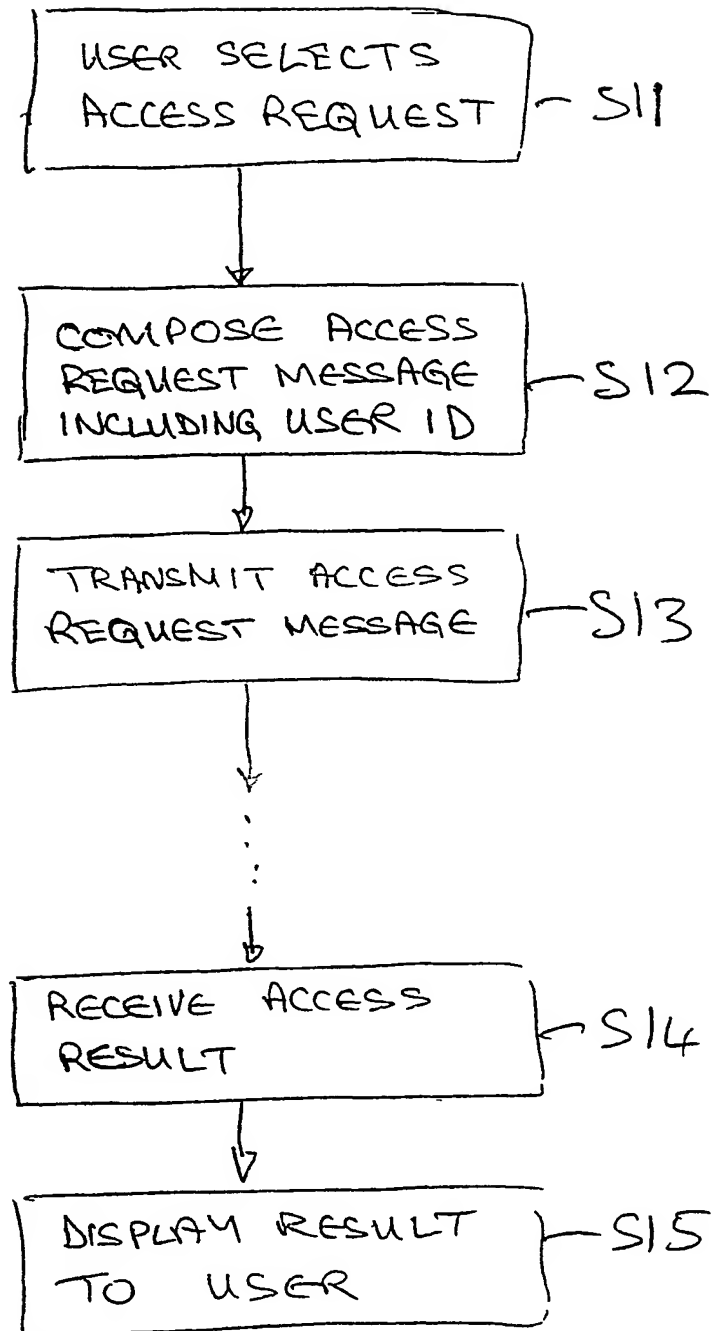 USER SELECTS
ACCESS REQUEST
S11
COMPOSE ACCESS
REQUEST MESSAGE
INCLUDING USER ID
S12
TRANSMIT ACCESS
REQUEST MESSAGE
S13
RECEIVE ACCESS
RESULT
S14
DISPLAY RESULT
TO USER
S15